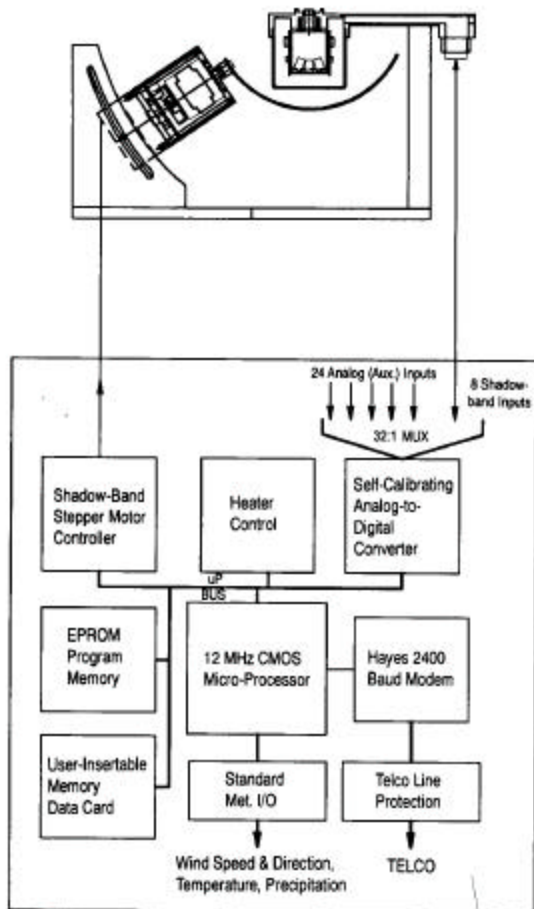 24 Analog (Aux.) Inputs
8 Shadow-
band Inputs
32:1 MUX
Shadow-Band
Stepper Motor
Controller
Heater
Control
Self-Calibrating
Analog-to-
Digital
Converter
uP
BUS
EPROM
Program
Memory
12 MHz CMOS
Micro-Processor
Hayes 2400
Baud Modem
User-Insertable
Memory
Data Card
Standard
Met. I/O
Telco Line
Protection
Wind Speed & Direction,
Temperature, Precipitation
TELCO